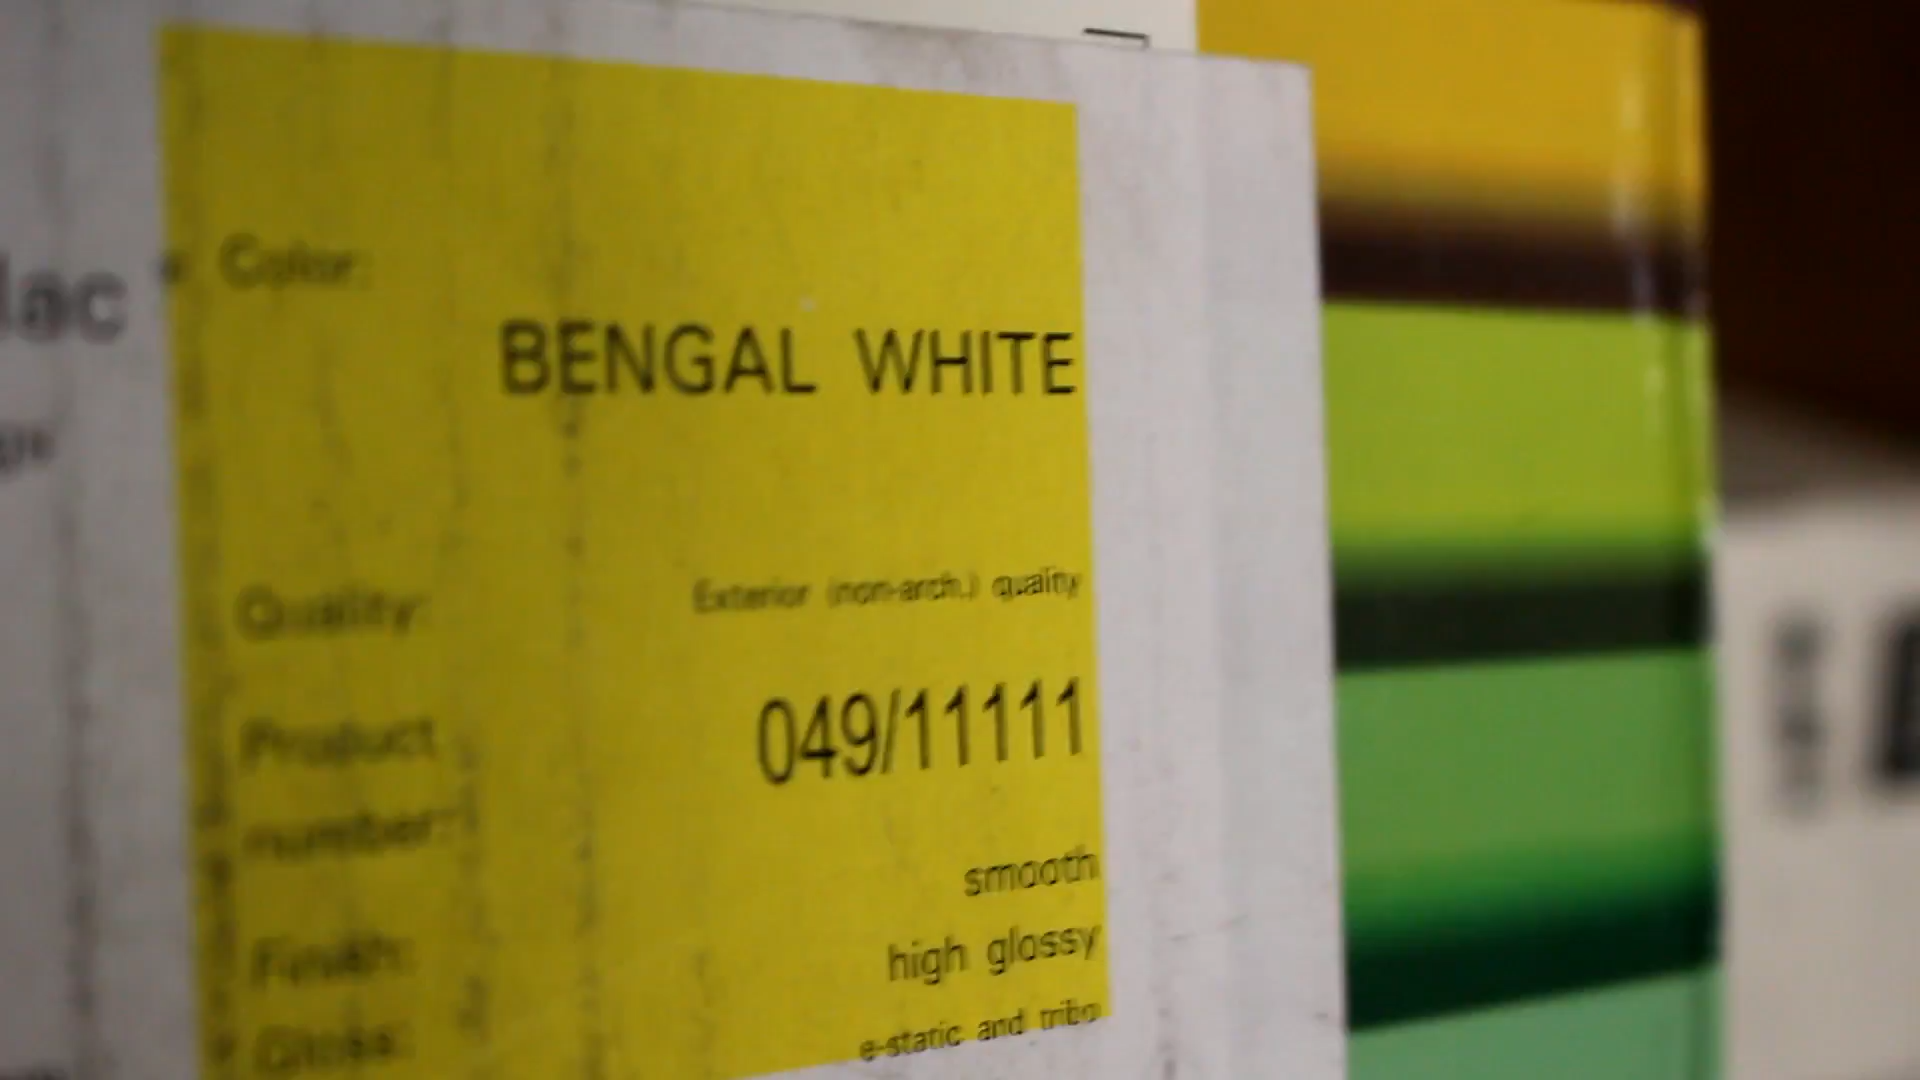 lac
Color:
BENGAL WHITE
Quality:
Exterior (non-arch.) quality
Product
number:
049/11111
smooth
Finish:
high glossy
Gloss:
e-static and tribo